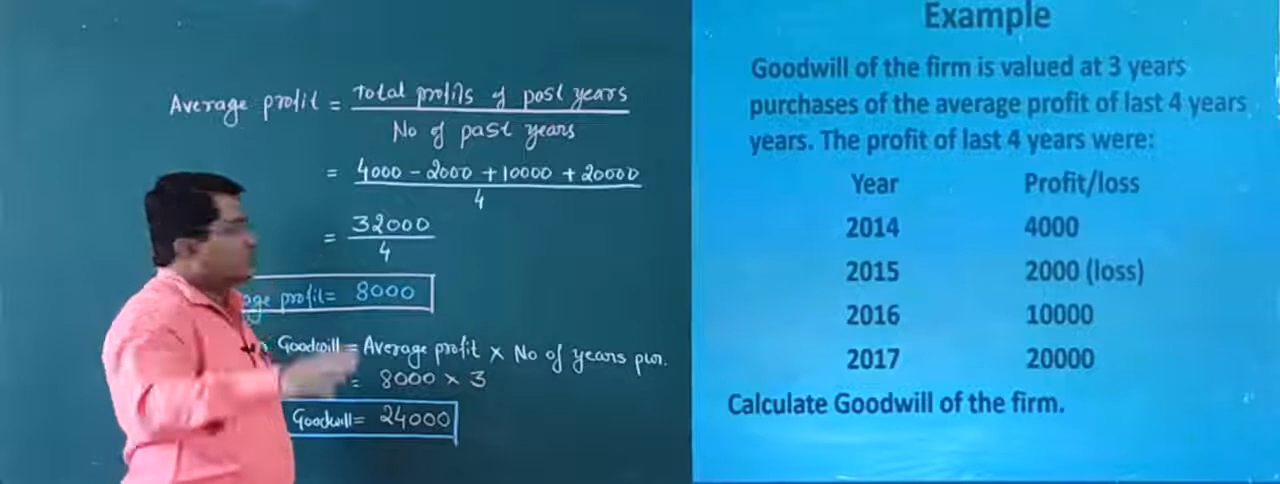 Average profit = Total profits of past years
No of past years
= 4000 - 2000 + 10000 + 20000
4
= 32000
4
age profit = 8000
Goodwill = Average profit × No of years pur.
= 8000 × 3
Goodwill = 24000
Example
Goodwill of the firm is valued at 3 years
purchases of the average profit of last 4 years
years. The profit of last 4 years were:
Year Profit/loss
2014 4000
2015 2000 (loss)
2016 10000
2017 20000
Calculate Goodwill of the firm.